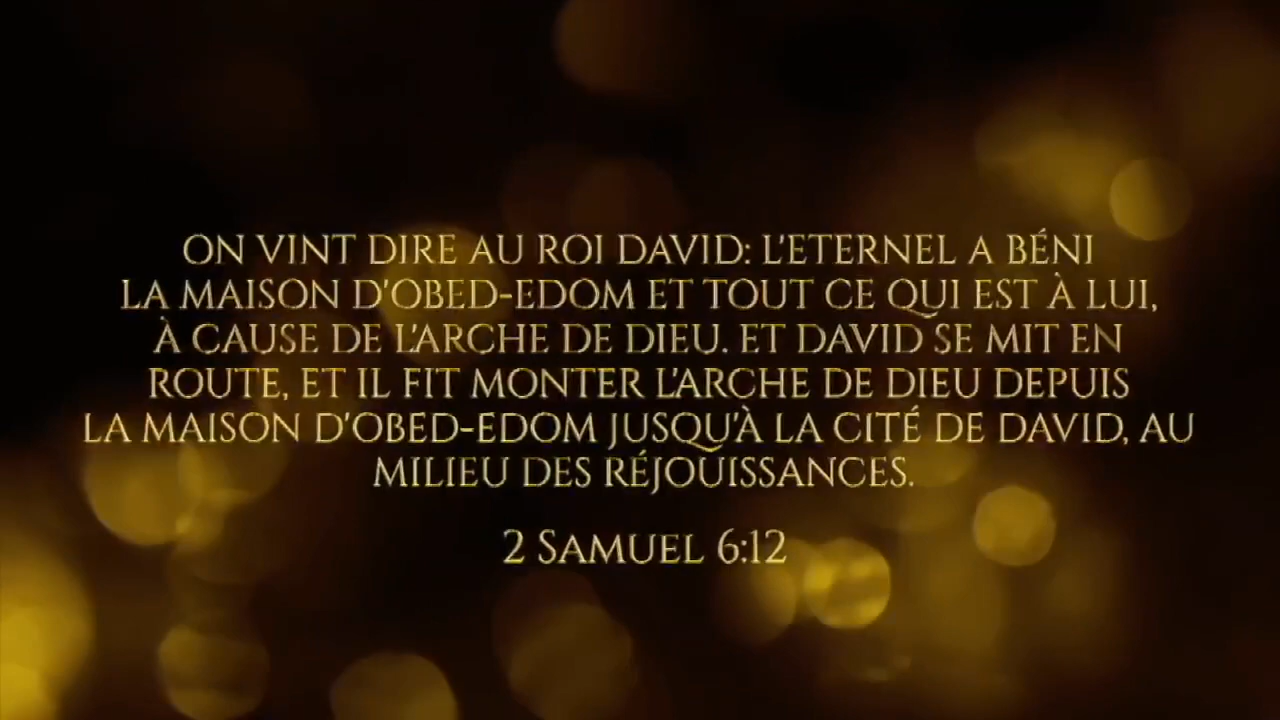 ON VINT DIRE AU ROI DAVID: L'ETERNEL A BÉNI
LA MAISON D'OBED-EDOM ET TOUT CE QUI EST À LUI,
À CAUSE DE L'ARCHE DE DIEU. ET DAVID SE MIT EN
ROUTE, ET IL FIT MONTER L'ARCHE DE DIEU DEPUIS
LA MAISON D'OBED-EDOM JUSQU'À LA CITÉ DE DAVID, AU
MILIEU DES RÉJOUISSANCES.
2 SAMUEL 6:12